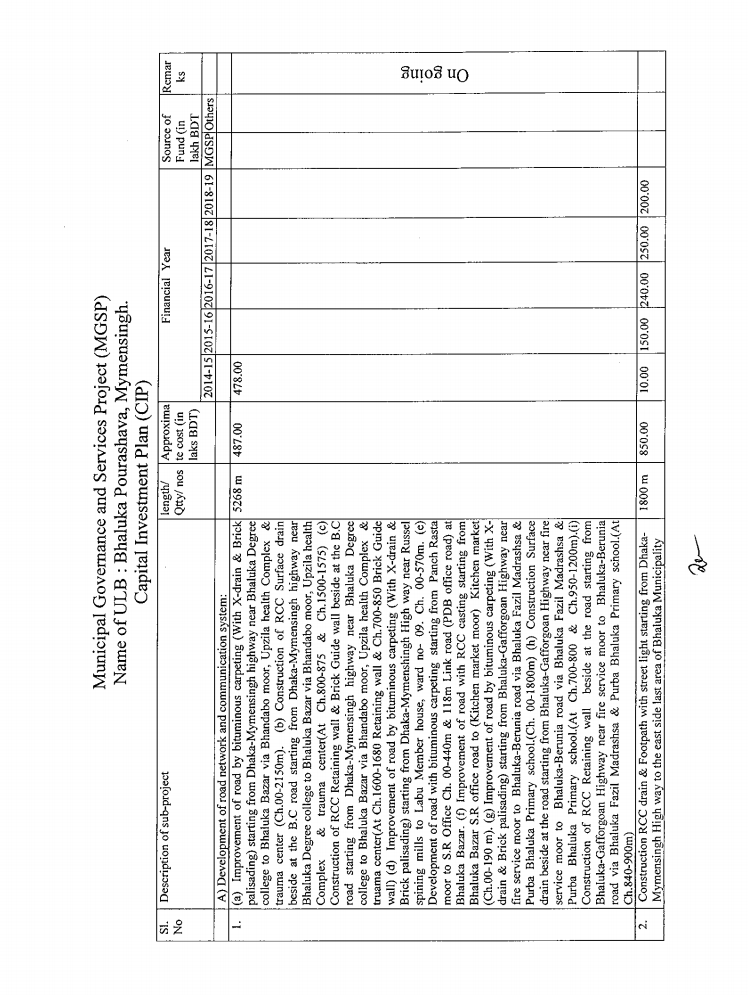 Municipal Governance and Services Project (MGSP)
Name of ULB : Bhaluka Pourashava, Mymensingh.
Capital Investment Plan (CIP)
Sl. No Description of sub-project length/ Qtty/ nos Approxima te cost (in laks BDT) Financial Year Source of Fund (in lakh BDT Remar ks
2014-15 2015-16 2016-17 2017-18 2018-19 MGSP Others
A) Development of road network and communication system:
1. (a) Improvement of road by bituminous carpeting (With X-drain & Brick 5268 m 487.00 478.00 On going
palisading) starting from Dhaka-Mymensingh highway near Bhaluka Degree
college to Bhaluka Bazar via Bhandabo moor, Upzila health Complex &
trauma center (Ch.00-2150m). (b) Construction of RCC Surface drain
beside at the B.C road starting from Dhaka-Mymensingh highway near
Bhaluka Degree college to Bhaluka Bazar via Bhandabo moor, Upzila health
Complex & trauma center(At Ch.800-875 & Ch.1500-1575) (c)
Construction of RCC Retaining wall & Brick Guide wall beside at the B.C
road starting from Dhaka-Mymensingh highway near Bhaluka Degree
college to Bhaluka Bazar via Bhandabo moor, Upzila health Complex &
truama center(At Ch.1600-1680 Retaining wall & Ch.700-850 Brick Guide
wall) (d) Improvement of road by bituminous carpeting (With X-drain &
Brick palisading) starting from Dhaka-Mymenshingh High way near Russel
spining mills to Labu Member house, ward no- 09. Ch. 00-570m. (e)
Development of road with bituminous carpeting starting from Panch Rasta
moor to S.R Office Ch. 00-440m & 118m Link road (PDB office road) at
Bhaluka Bazar. (f) Improvement of road with RCC casting starting from
Bhaluka Bazar S.R office road to (Kitchen market moor) Kitchen market
(Ch.00-190 m). (g) Improvement of road by bituminous carpeting (With X-
drain & Brick palisading) starting from Bhaluka-Gafforgoan Highway near
fire service moor to Bhaluka-Berunia road via Bhaluka Fazil Madrashsa &
Purba Bhaluka Primary school.(Ch. 00-1800m) (h) Construction Surface
drain beside at the road starting from Bhaluka-Gafforgoan Highway near fire
service moor to Bhaluka-Berunia road via Bhaluka Fazil Madrashsa &
Purba Bhaluka Primary school.(At Ch.700-800 & Ch.950-1200m).(i)
Construction of RCC Retaining wall beside at the road starting from
Bhaluka-Gafforgoan Highway near fire service moor to Bhaluka-Berunia
road via Bhaluka Fazil Madrashsa & Purba Bhaluka Primary school.(At
Ch.840-900m)
2. Construction RCC drain & Footpath with street light starting from Dhaka- 1800 m 850.00 10.00 150.00 240.00 250.00 200.00
Mymensingh High way to the east side last area of Bhaluka Municipality